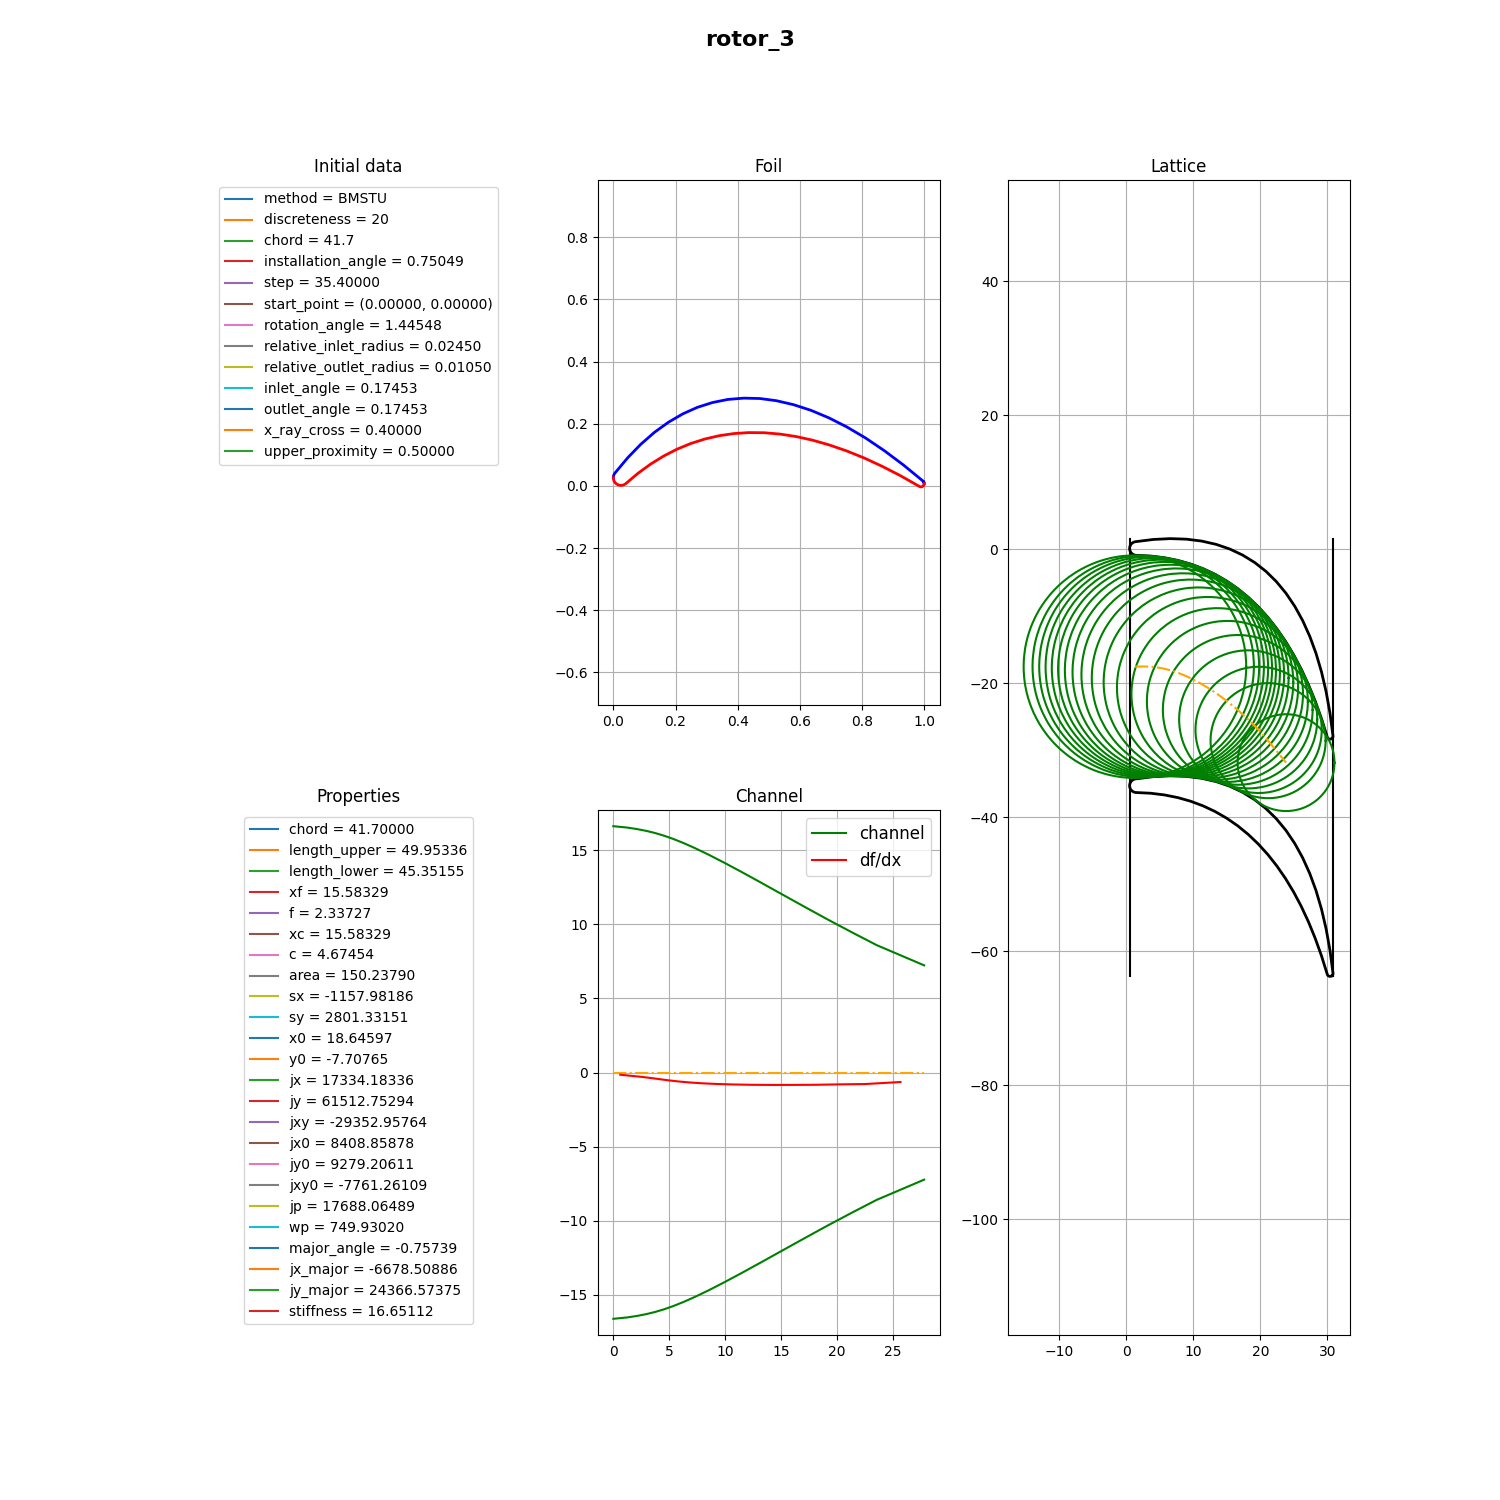 rotor_3
Initial data
method = BMSTU
discreteness = 20
chord = 41.7
installation_angle = 0.75049
step = 35.40000
start_point = (0.00000, 0.00000)
rotation_angle = 1.44548
relative_inlet_radius = 0.02450
relative_outlet_radius = 0.01050
inlet_angle = 0.17453
outlet_angle = 0.17453
x_ray_cross = 0.40000
upper_proximity = 0.50000
Foil
0.8
0.6
0.4
0.2
0.0
−0.2
−0.4
−0.6
0.0 0.2 0.4 0.6 0.8 1.0
Lattice
40
20
0
−20
−40
−60
−80
−100
−10 0 10 20 30
Properties
chord = 41.70000
length_upper = 49.95336
length_lower = 45.35155
xf = 15.58329
f = 2.33727
xc = 15.58329
c = 4.67454
area = 150.23790
sx = -1157.98186
sy = 2801.33151
x0 = 18.64597
y0 = -7.70765
jx = 17334.18336
jy = 61512.75294
jxy = -29352.95764
jx0 = 8408.85878
jy0 = 9279.20611
jxy0 = -7761.26109
jp = 17688.06489
wp = 749.93020
major_angle = -0.75739
jx_major = -6678.50886
jy_major = 24366.57375
stiffness = 16.65112
Channel
channel
df/dx
15
10
5
0
−5
−10
−15
0 5 10 15 20 25